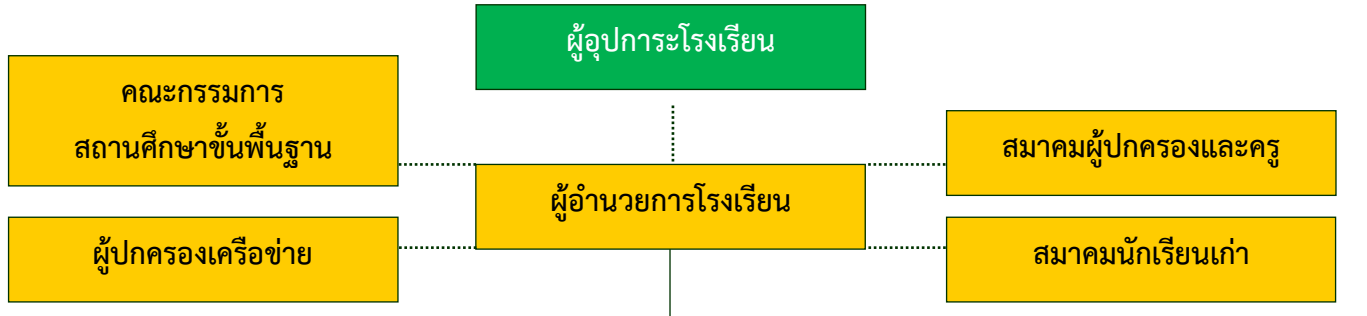 ผู้อุปการะโรงเรียน
คณะกรรมการ
สถานศึกษาขั้นพื้นฐาน
สมาคมผู้ปกครองและครู
ผู้อำนวยการโรงเรียน
ผู้ปกครองเครือข่าย
สมาคมนักเรียนเก่า